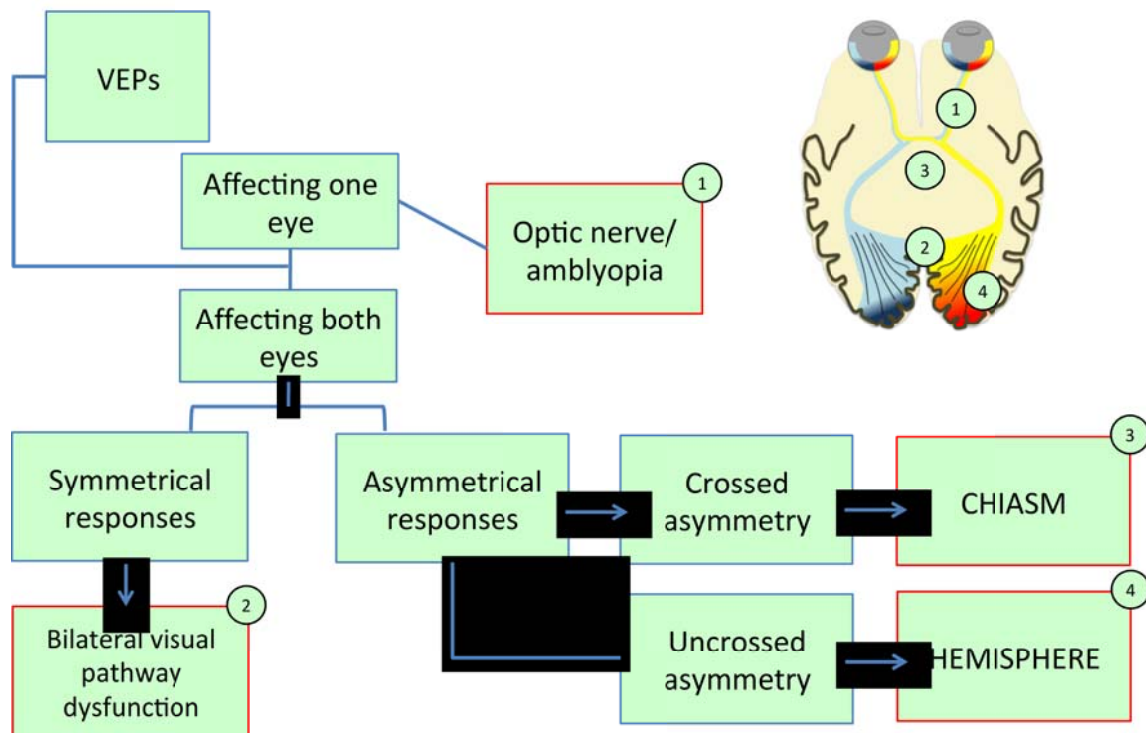 VEPs
Affecting one
eye
1
Optic nerve/
amblyopia
Affecting both
eyes
1
3
2
4
Symmetrical
responses
Asymmetrical
responses
Crossed
asymmetry
3
CHIASM
2
Bilateral visual
pathway
dysfunction
Uncrossed
asymmetry
4
HEMISPHERE